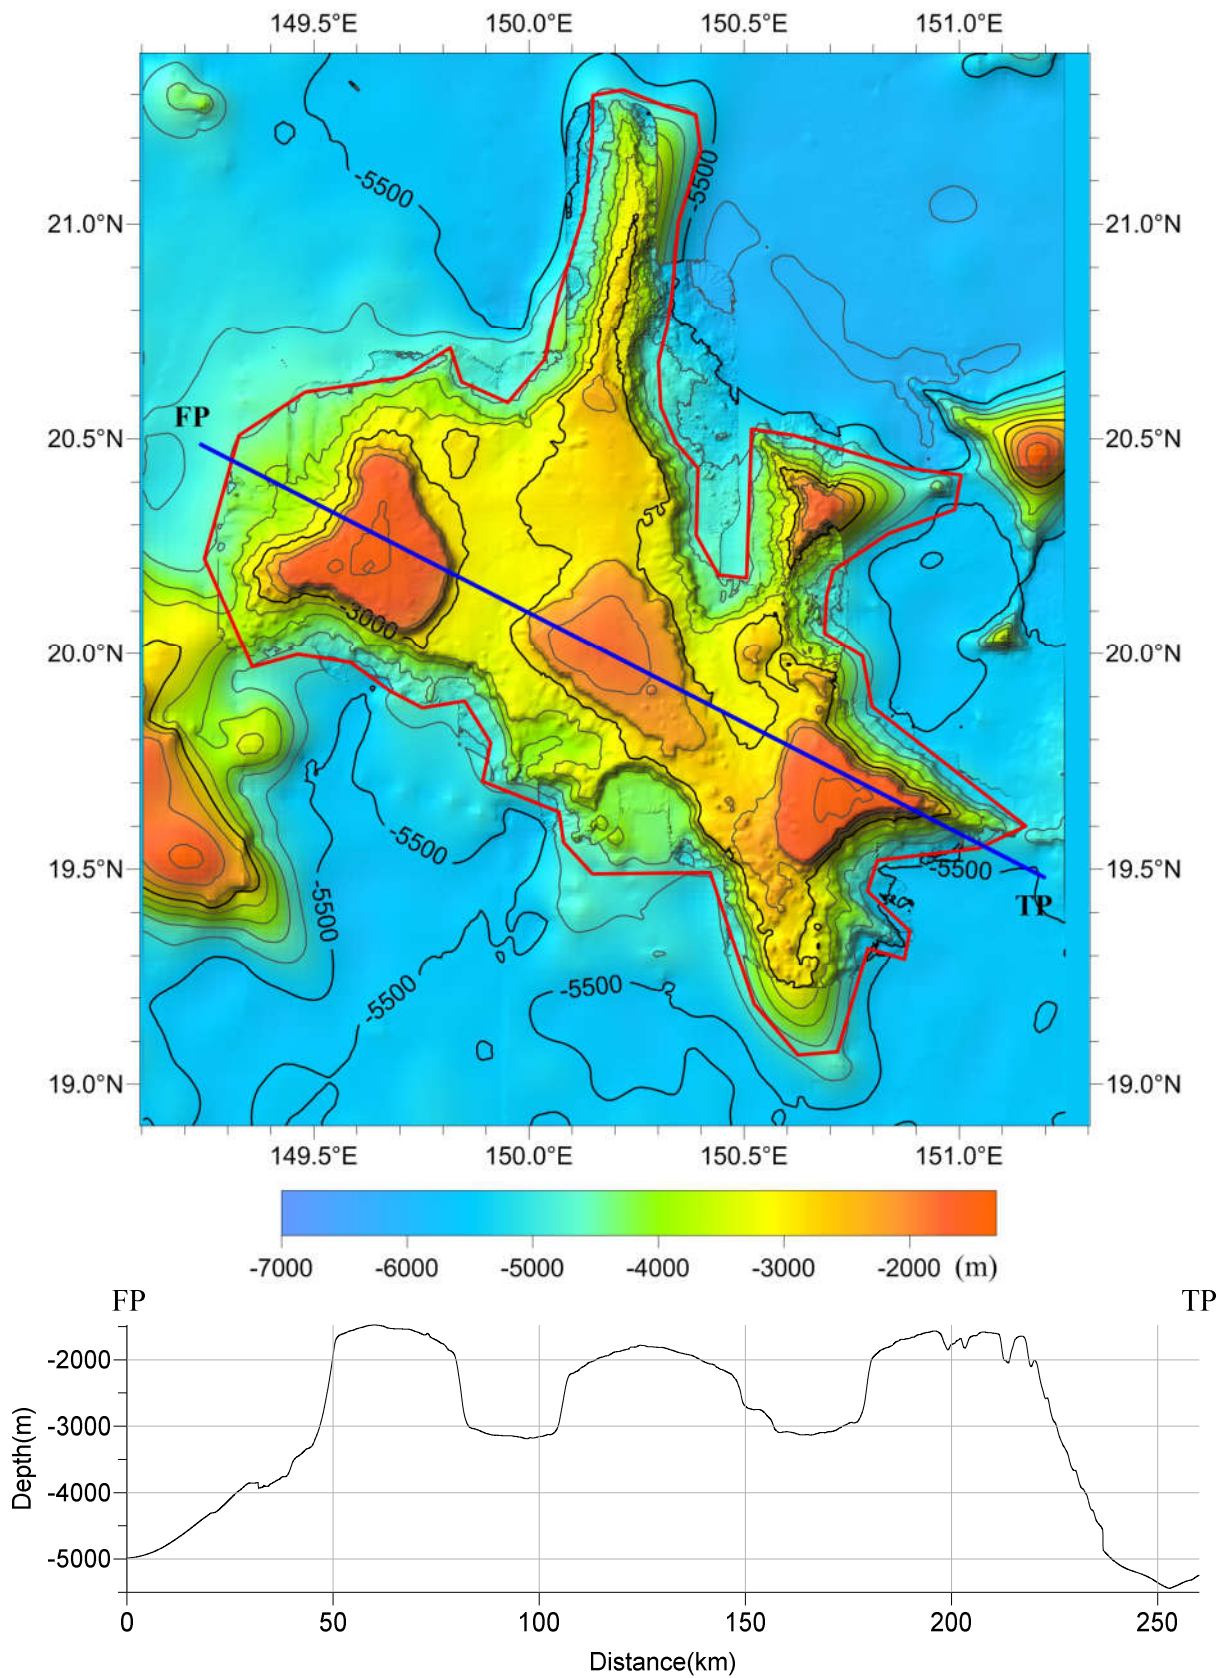 149.5°E 150.0°E 150.5°E 151.0°E
-5500
-5500
21.0°N 21.0°N
FP
20.5°N 20.5°N
-3000
20.0°N 20.0°N
-5500
19.5°N -5500 19.5°N
-5500
TP
-5500
-5500
19.0°N 19.0°N
149.5°E 150.0°E 150.5°E 151.0°E
-7000 -6000 -5000 -4000 -3000 -2000 (m)
FP TP
-2000
-3000
-4000
-5000
Depth(m)
0 50 100 150 200 250
Distance(km)